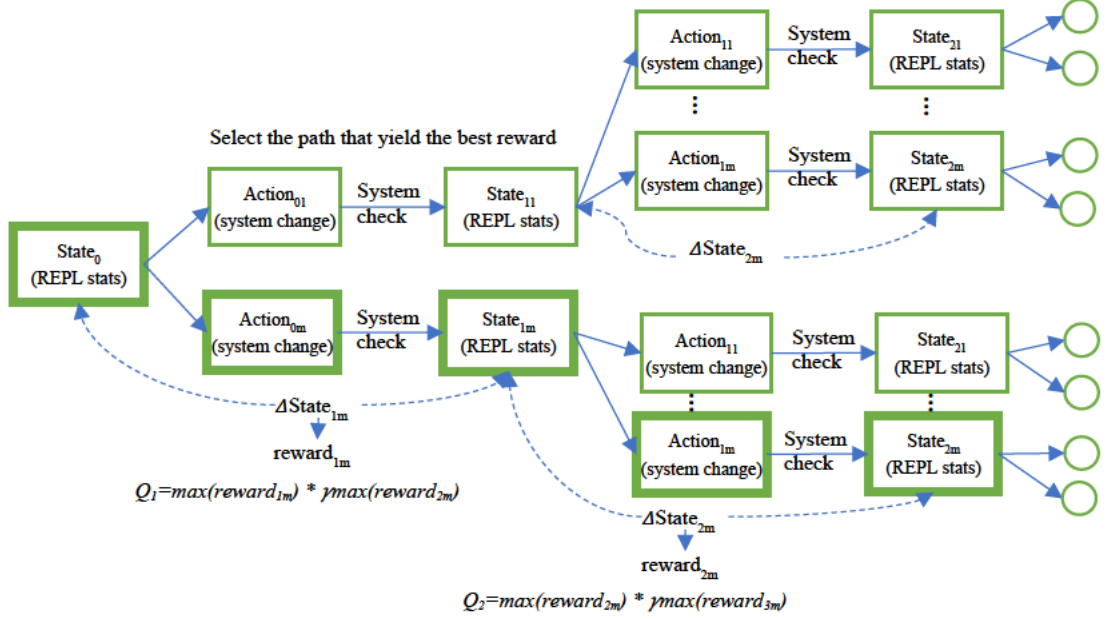 Action₁₁
(system change)
System
check
State₂₁
(REPL stats)
⋮
⋮
Select the path that yield the best reward
Action₁ₘ
(system change)
System
check
State₂ₘ
(REPL stats)
Action₀₁
(system change)
System
check
State₁₁
(REPL stats)
ΔState₂ₘ
State₀
(REPL stats)
Action₀ₘ
(system change)
System
check
State₁ₘ
(REPL stats)
Action₁₁
(system change)
System
check
State₂₁
(REPL stats)
⋮
⋮
ΔState₁ₘ
reward₁ₘ
Q₁=max(reward₁ₘ) * γmax(reward₂ₘ)
Action₁ₘ
(system change)
System
check
State₂ₘ
(REPL stats)
ΔState₂ₘ
reward₂ₘ
Q₂=max(reward₂ₘ) * γmax(reward₃ₘ)